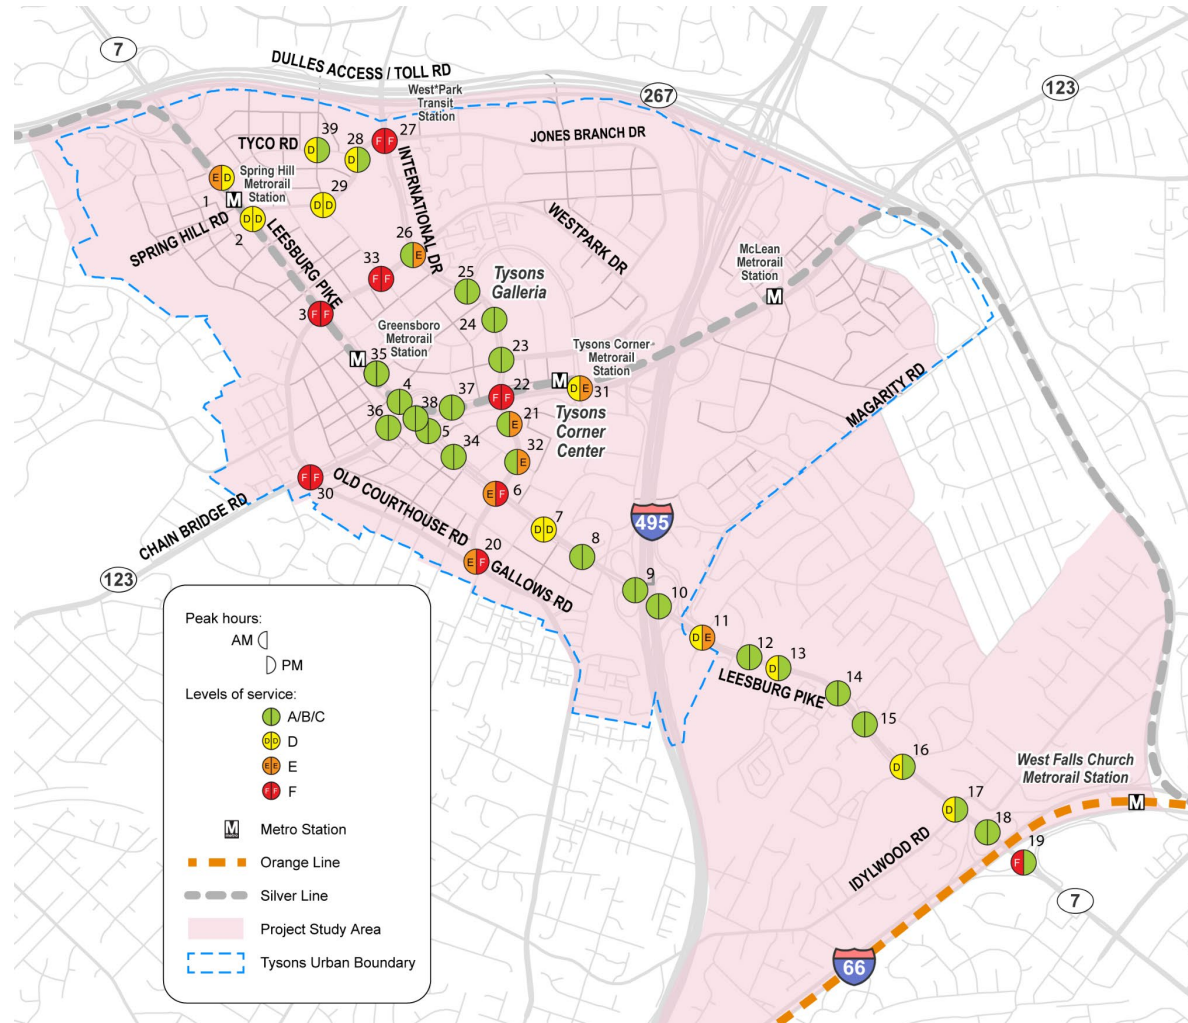 7
DULLES ACCESS / TOLL RD
West*Park
Transit
Station
267
123
39
28
27
TYCO RD
D
D
F F
JONES BRANCH DR
INTERNATIONAL DR
E D
Spring Hill
Metrorail
Station
M
29
D D
1
SPRING HILL RD
2
D D
LEESBURG PIKE
WESTPARK DR
26
E
McLean
Metrorail
Station
M
33
F F
25
Tysons
Galleria
3
F F
24
Greensboro
Metrorail
Station
M
35
23
Tysons Corner
Metrorail
Station
M
D E
31
22
F F
MAGARITY RD
4
38
37
36
5
21
E
Tysons
Corner
Center
34
32
E
F F
30
OLD COURTHOUSE RD
E F
6
CHAIN BRIDGE RD
123
7
D D
495
8
20
E F
GALLOWS RD
9
10
11
D E
12
13
D
LEESBURG PIKE
14
15
16
D
West Falls Church
Metrorail Station
M
17
D
18
19
F
IDYLWOOD RD
7
66
Peak hours:
AM
PM
Levels of service:
A/B/C
D D D
E E E
F F F
M Metro Station
Orange Line
Silver Line
Project Study Area
Tysons Urban Boundary